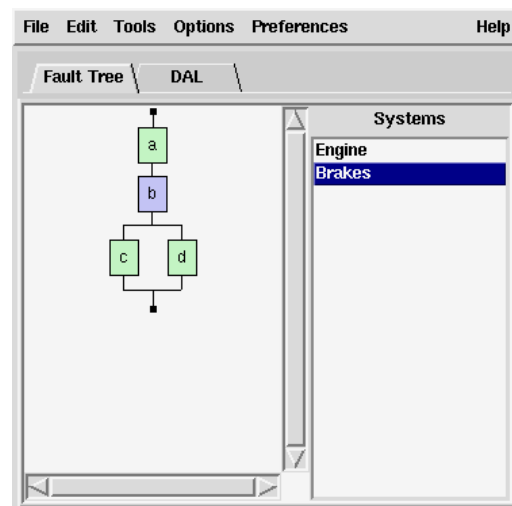 File Edit Tools Options Preferences Help
Fault Tree DAL
Systems
a
Engine
Brakes
b
c d